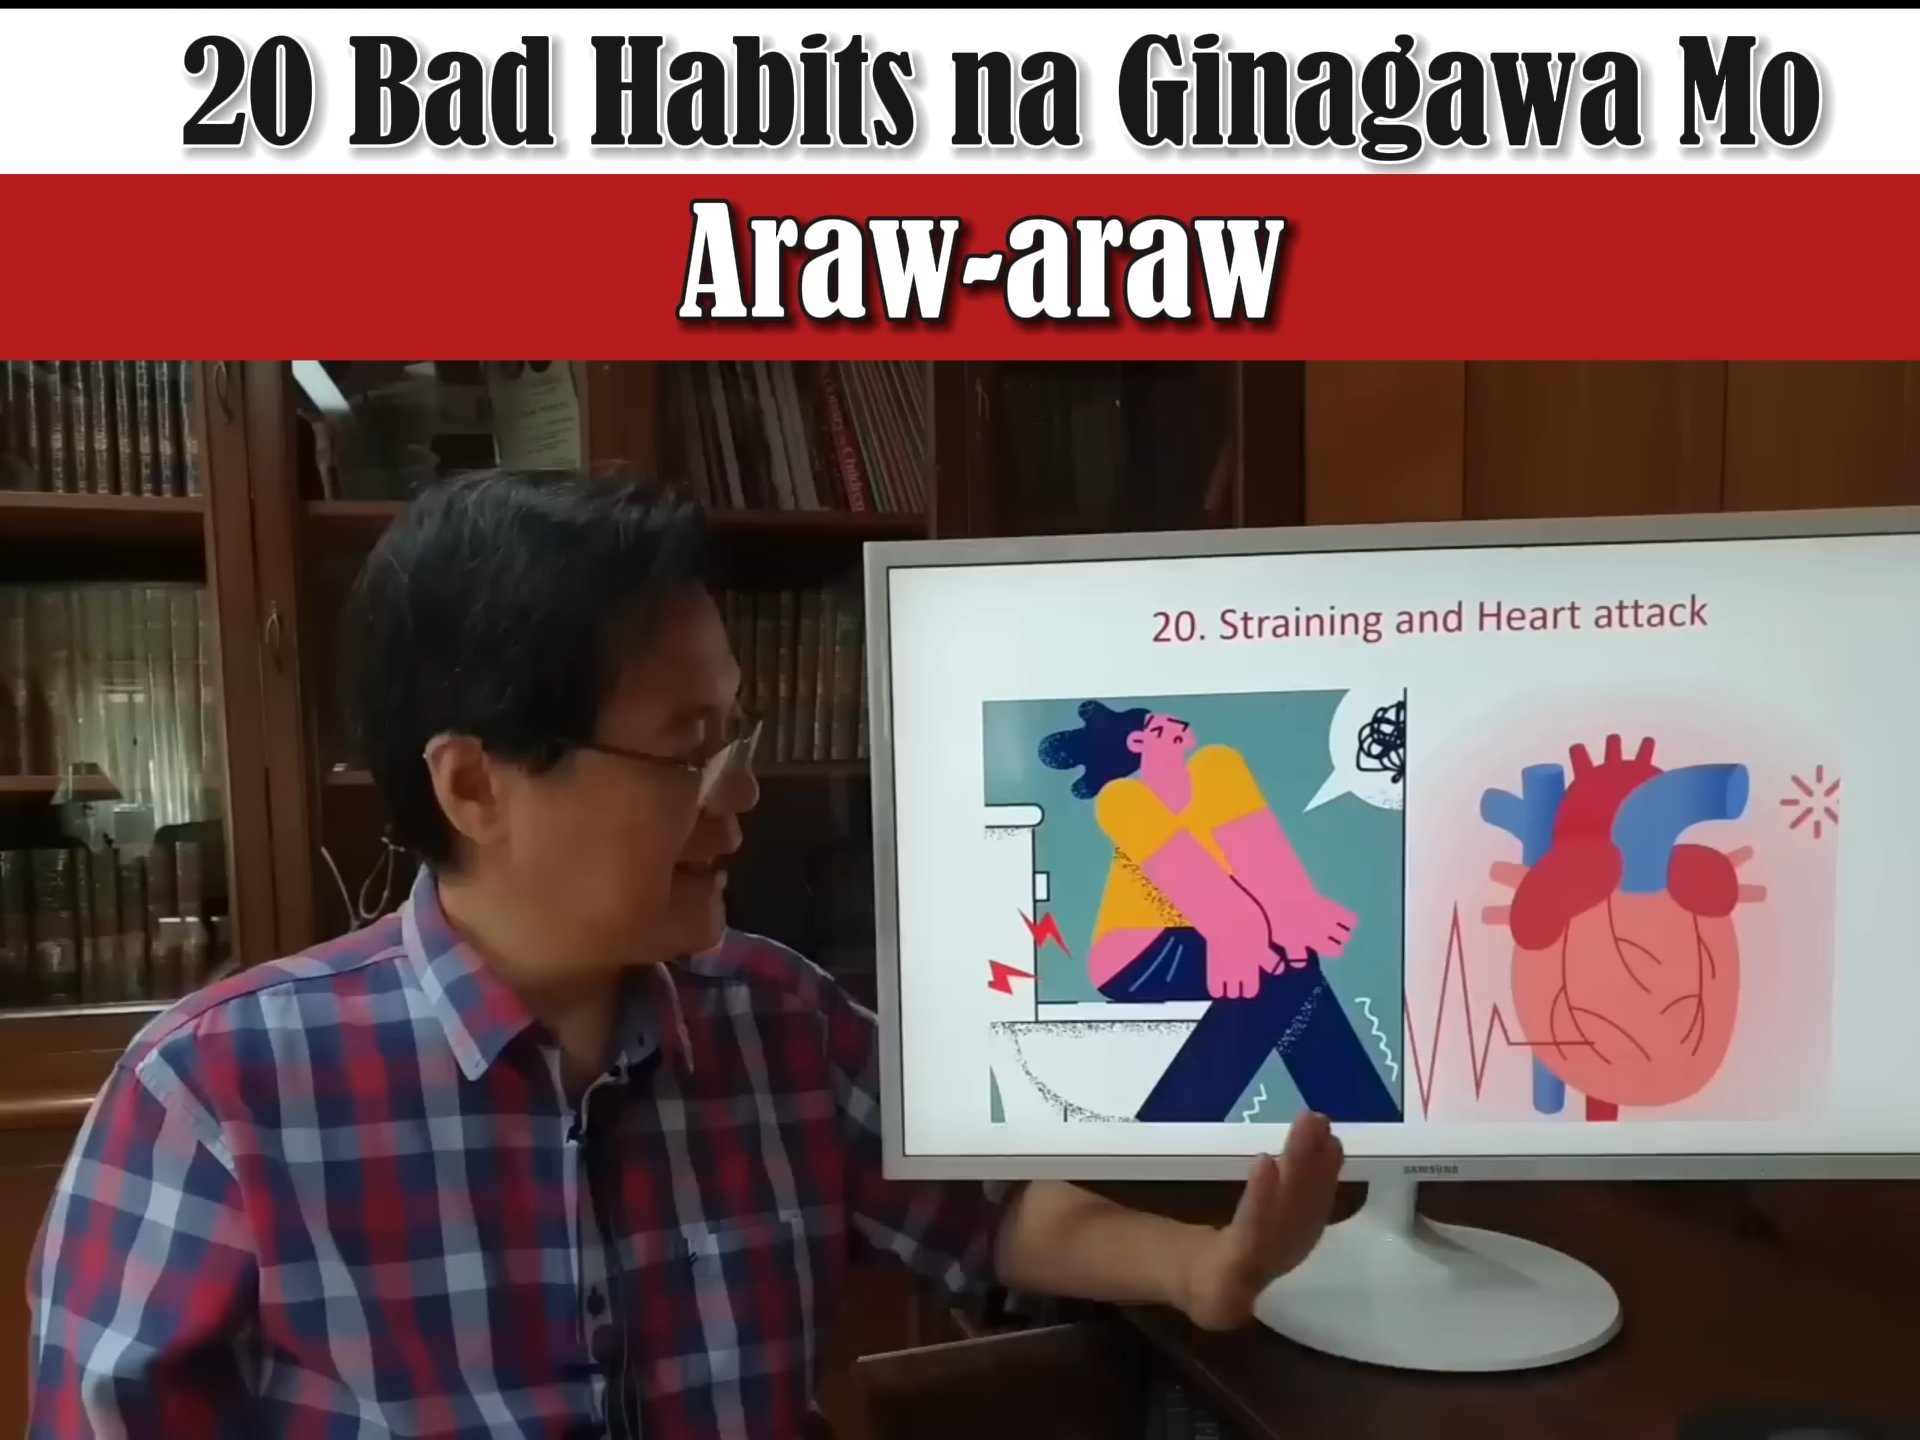 20 Bad Habits na Ginagawa Mo
Araw-araw
20. Straining and Heart attack
SAMSUNG